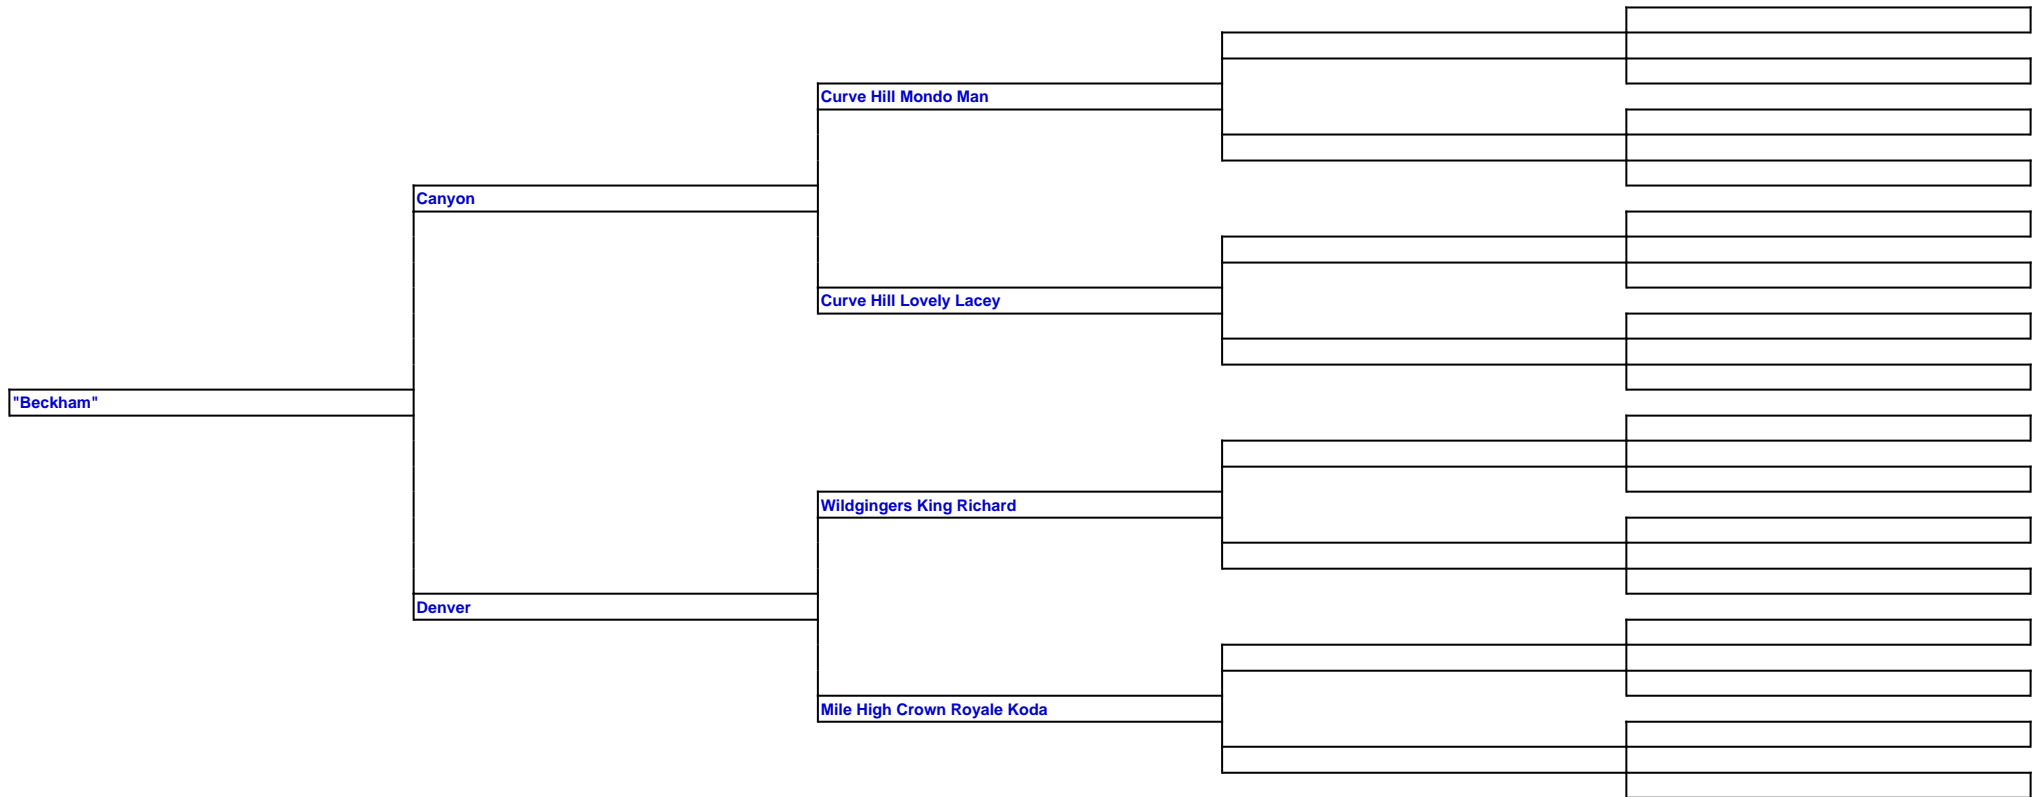 Curve Hill Mondo Man
Canyon
Curve Hill Lovely Lacey
"Beckham"
Wildgingers King Richard
Denver
Mile High Crown Royale Koda